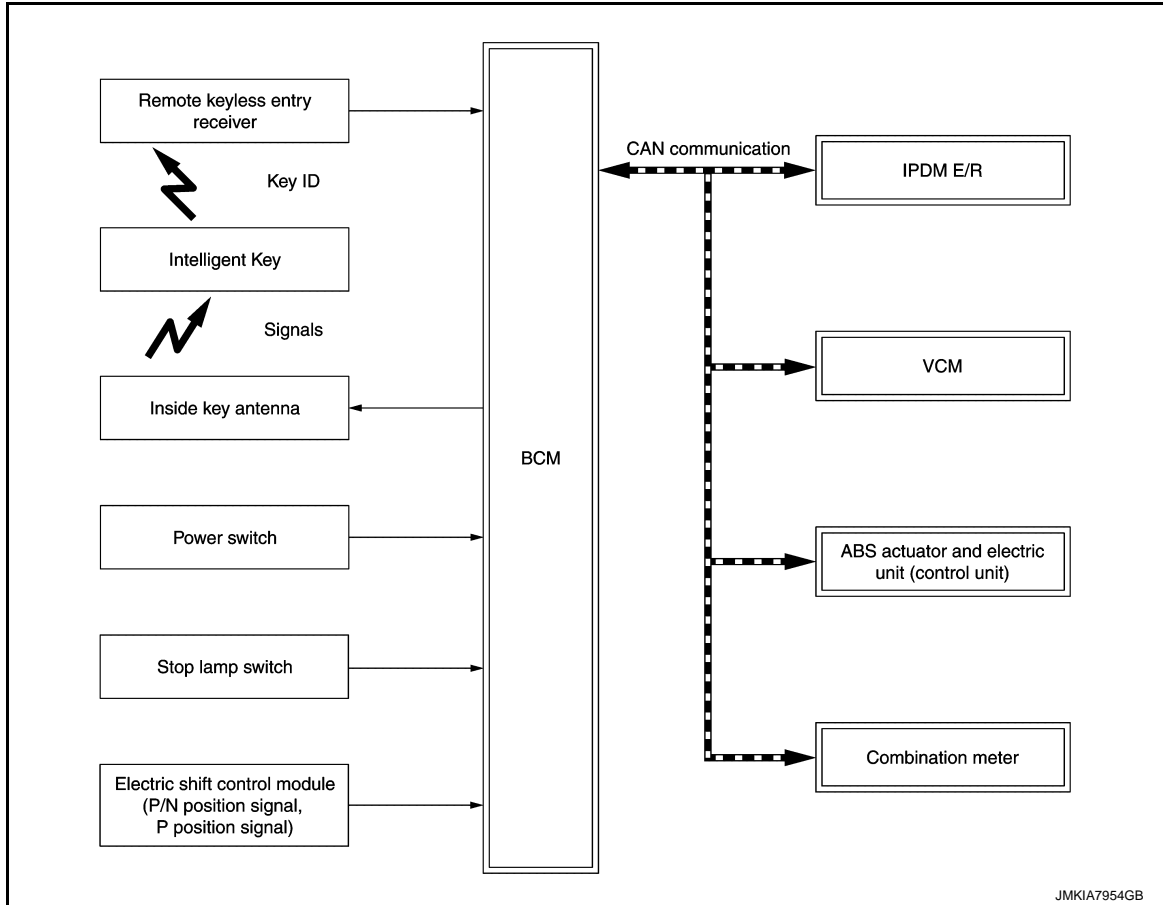 Remote keyless entry
receiver
Key ID
Intelligent Key
Signals
Inside key antenna
Power switch
Stop lamp switch
Electric shift control module
(P/N position signal,
P position signal)
BCM
CAN communication
IPDM E/R
VCM
ABS actuator and electric
unit (control unit)
Combination meter
JMKIA7954GB